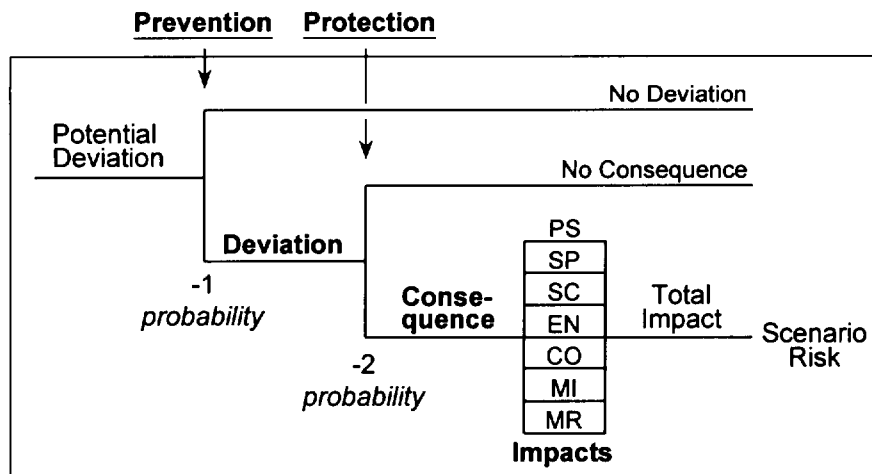 Prevention
Protection
No Deviation
Potential
Deviation
No Consequence
Deviation
PS
SP
-1
probability
Conse-
quence
SC
EN
CO
MI
MR
Total
Impact
Scenario
Risk
-2
probability
Impacts